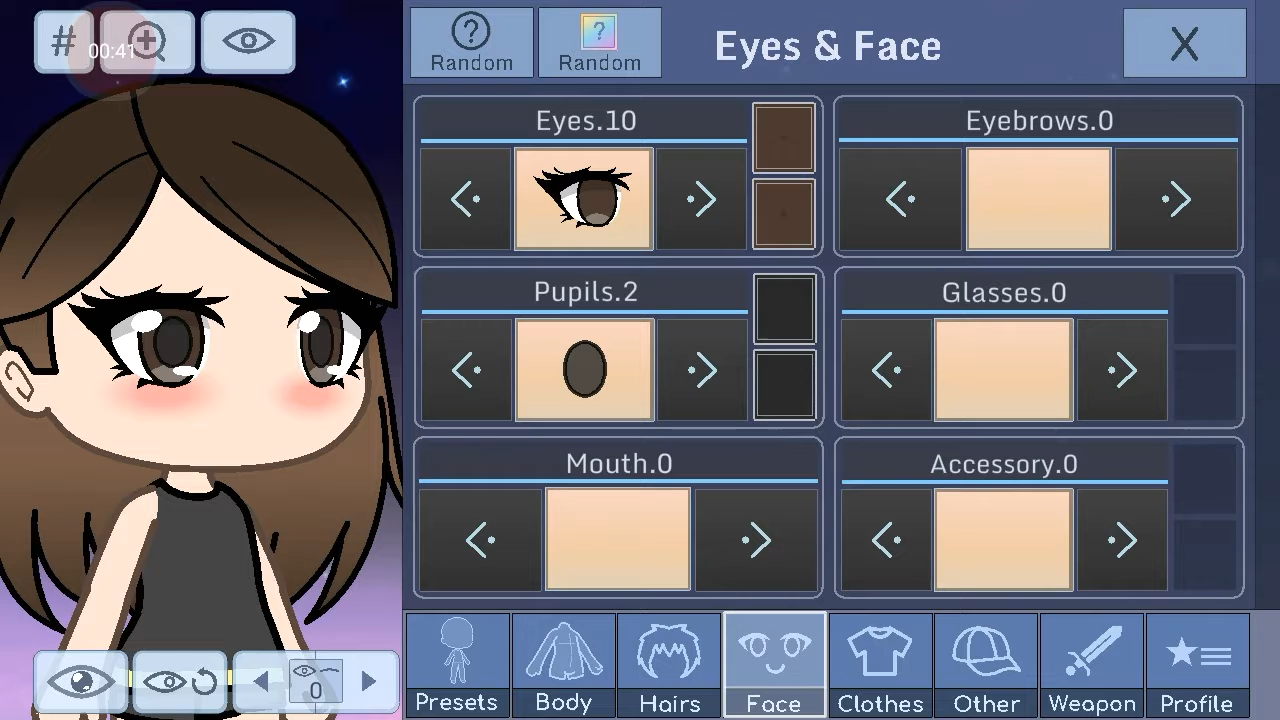 #
00:41
? Random
? Random
Eyes & Face
X
Eyes.10
Eyebrows.0
Pupils.2
Glasses.0
Mouth.0
Accessory.0
0
Presets
Body
Hairs
Face
Clothes
Other
Weapon
Profile